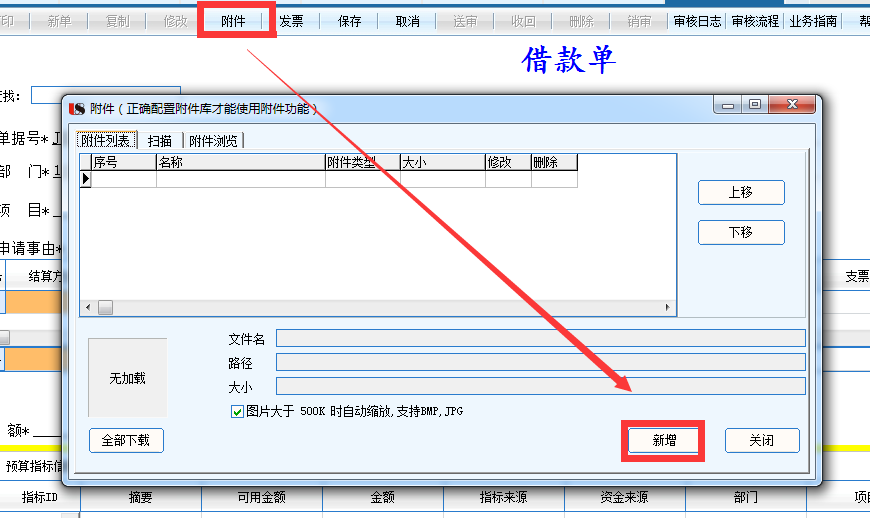 印 新单 复制 修改 附件 发票 保存 取消 送审 收回 删除 销审 审核日志 审核流程 业务指南 帮
借款单
查找：
附件（正确配置附件库才能使用附件功能）
单据号*
附件列表 扫描 附件浏览
序号 名称 附件类型 大小 修改 删除
部 门* 1
上移
项 目*
下移
申请事由*
结算方 支票
文件名
路径
无加载
大小
图片大于 500K 时自动缩放,支持BMP,JPG
额*
全部下载 新增 关闭
预算指标信
指标ID 摘要 可用金额 金额 指标来源 资金来源 部门 项目